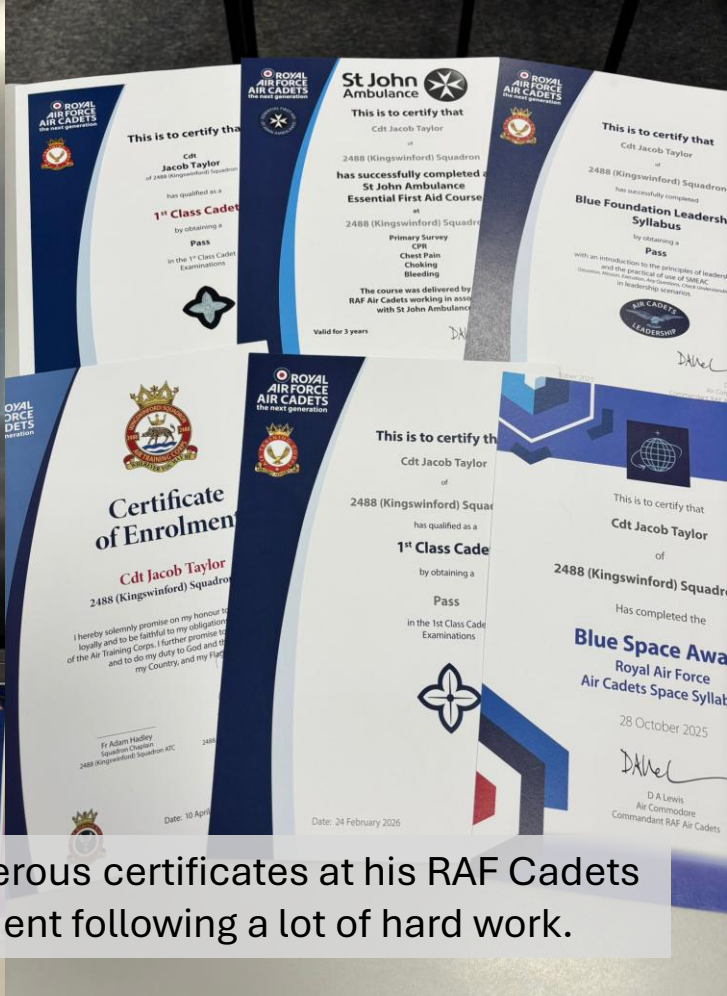 ROYAL
AIR FORCE
AIR CADETS
the next generation
This is to certify tha
Cdt
Jacob Taylor
of 2488 (Kingswinford) Squadron
has qualified as a
1st Class Cadet
by obtaining a
Pass
in the 1st Class Cadet
Examinations
ROYAL
AIR FORCE
AIR CADETS
the next generation
St John
Ambulance
This is to certify that
Cdt Jacob Taylor
of
2488 (Kingswinford) Squadron
has successfully completed a
St John Ambulance
Essential First Aid Course
at
2488 (Kingswinford) Squadro
Primary Survey
CPR
Chest Pain
Choking
Bleeding
The course was delivered by
RAF Air Cadets working in asso
with St John Ambulance
Valid for 3 years
ROYAL
AIR FORCE
AIR CADETS
the next generation
This is to certify that
Cdt Jacob Taylor
of
2488 (Kingswinford) Squadron
has successfully completed
Blue Foundation Leadersh
Syllabus
by obtaining a
Pass
with an introduction to the principles of leaders
and the practical of use of SMEAC
in leadership scenarios
AIR CADETS
LEADERSHIP
OYAL
ORCE
DETS
neration
Certificate
of Enrolment
Cdt Jacob Taylor
2488 (Kingswinford) Squadron
I hereby solemnly promise on my honour to
loyally and to be faithful to my obligations
of the Air Training Corps. I further promise to
and to do my duty to God and th
my Country, and my Flag
Fr Adam Hadley
Squadron Chaplain
2488 (Kingswinford) Squadron ATC
2488
Date: 10 April
ROYAL
AIR FORCE
AIR CADETS
the next generation
This is to certify th
Cdt Jacob Taylor
of
2488 (Kingswinford) Squad
has qualified as a
1st Class Cade
by obtaining a
Pass
in the 1st Class Cade
Examinations
Date: 24 February 2026
This is to certify that
Cdt Jacob Taylor
of
2488 (Kingswinford) Squadro
Has completed the
Blue Space Awa
Royal Air Force
Air Cadets Space Syllab
28 October 2025
D A Lewis
Air Commodore
Commandant RAF Air Cadets
erous certificates at his RAF Cadets
ent following a lot of hard work.